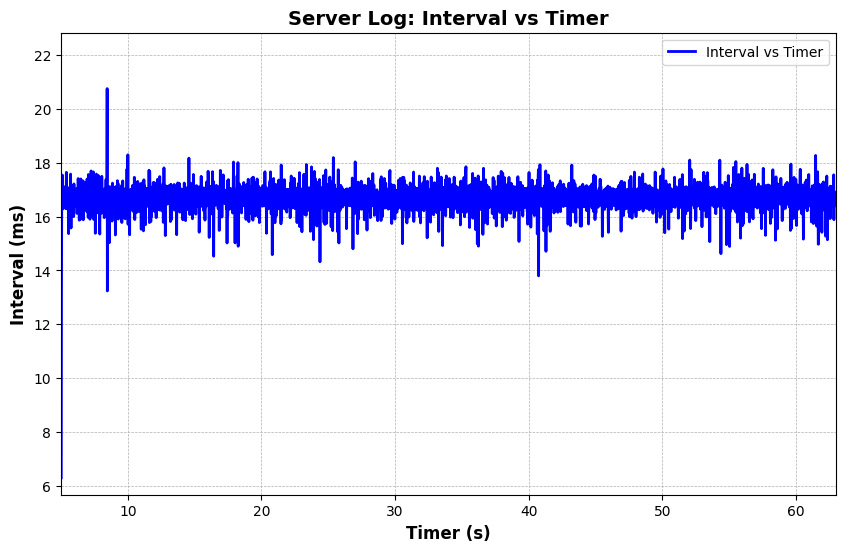 Server Log: Interval vs Timer
Interval vs Timer
22
20
18
16
14
12
10
8
6
Interval (ms)
10 20 30 40 50 60
Timer (s)